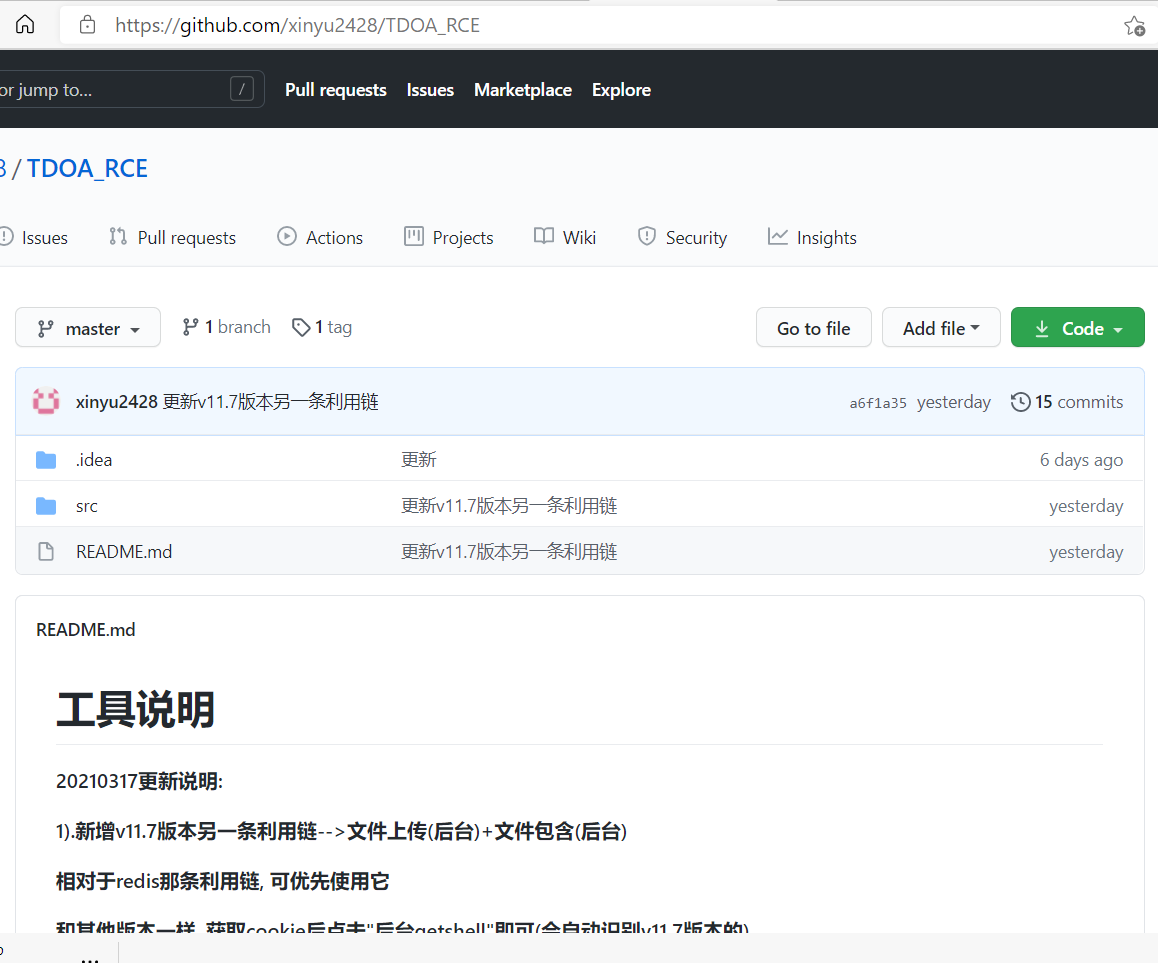 https://github.com/xinyu2428/TDOA_RCE
or jump to... / Pull requests Issues Marketplace Explore
/ TDOA_RCE
Issues Pull requests Actions Projects Wiki Security Insights
master 1 branch 1 tag Go to file Add file Code
xinyu2428 更新v11.7版本另一条利用链 a6f1a35 yesterday 15 commits
.idea 更新 6 days ago
src 更新v11.7版本另一条利用链 yesterday
README.md 更新v11.7版本另一条利用链 yesterday
README.md
工具说明
20210317更新说明:
1).新增v11.7版本另一条利用链-->文件上传(后台)+文件包含(后台)
相对于redis那条利用链, 可优先使用它
和其他版本一样, 获取cookie后点击"后台getshell"即可(会自动识别v11.7版本的)
...